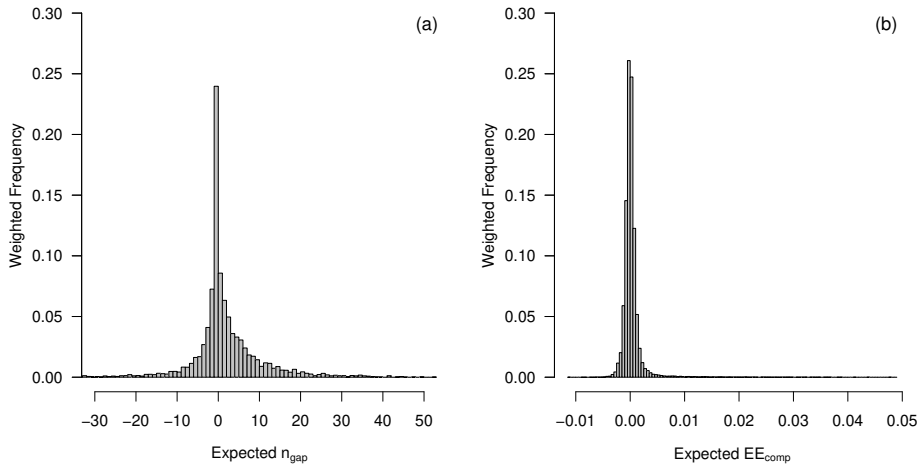 (a)
Weighted Frequency
0.30
0.25
0.20
0.15
0.10
0.05
0.00
−30 −20 −10 0 10 20 30 40 50
Expected n_gap
(b)
Weighted Frequency
0.30
0.25
0.20
0.15
0.10
0.05
0.00
−0.01 0.00 0.01 0.02 0.03 0.04 0.05
Expected EE_comp